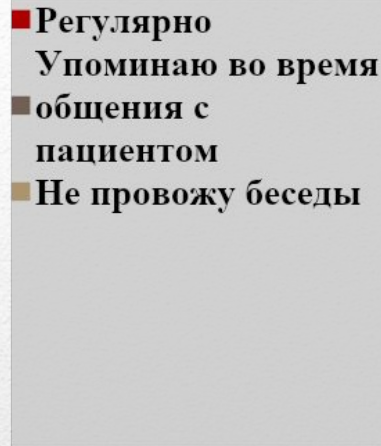 Регулярно
Упоминаю во время
общения с
пациентом
Не провожу беседы